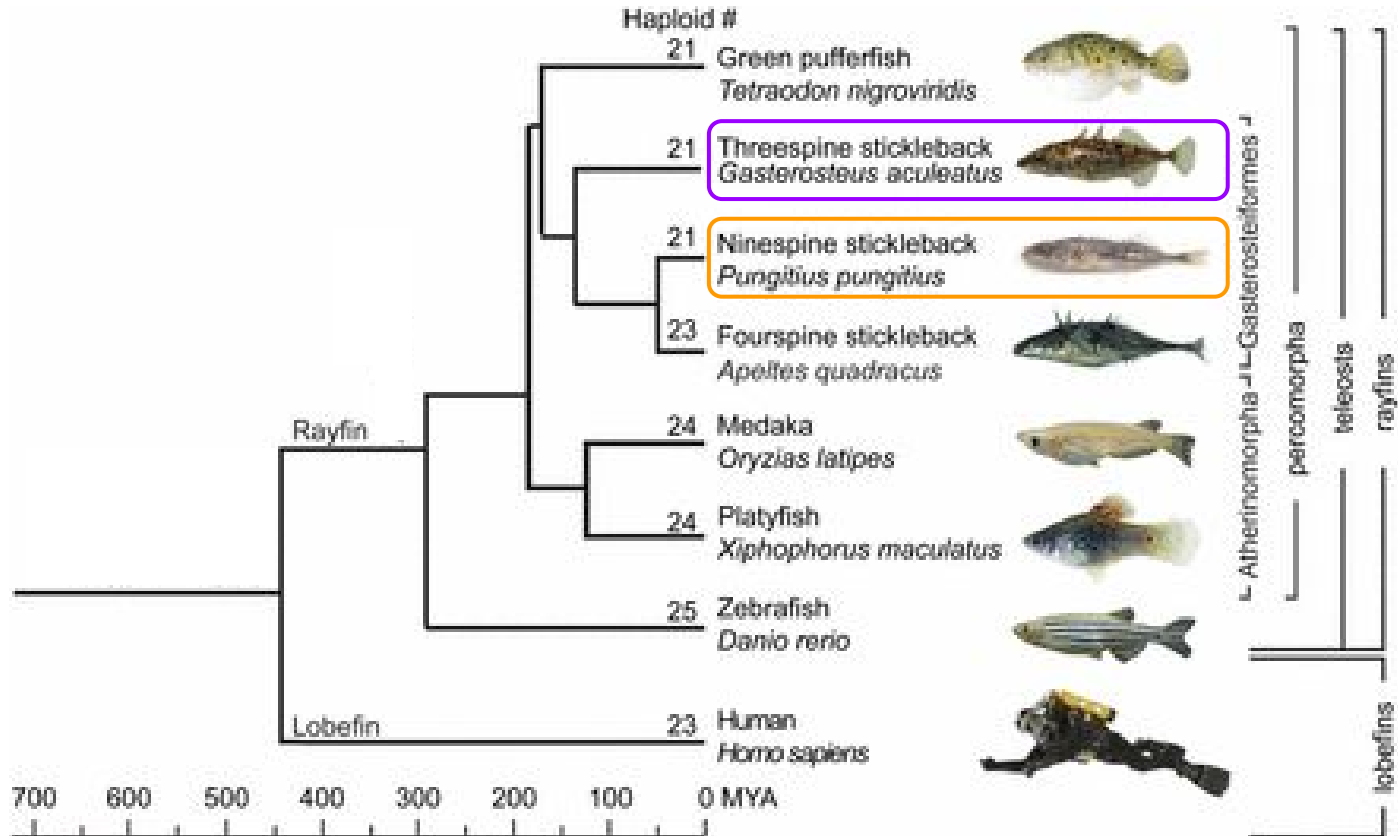 Haploid #
21 Green pufferfish
Tetraodon nigroviridis
21 Threespine stickleback
Gasterosteus aculeatus
21 Ninespine stickleback
Pungitius pungitius
23 Fourspine stickleback
Apeltes quadracus
24 Medaka
Oryzias latipes
24 Platyfish
Xiphophorus maculatus
25 Zebrafish
Danio rerio
23 Human
Homo sapiens
Rayfin
Lobefin
Atherinomorpha
Gasterosteiformes
percomorpha
teleosts
rayfins
lobefins
700 600 500 400 300 200 100 0 MYA